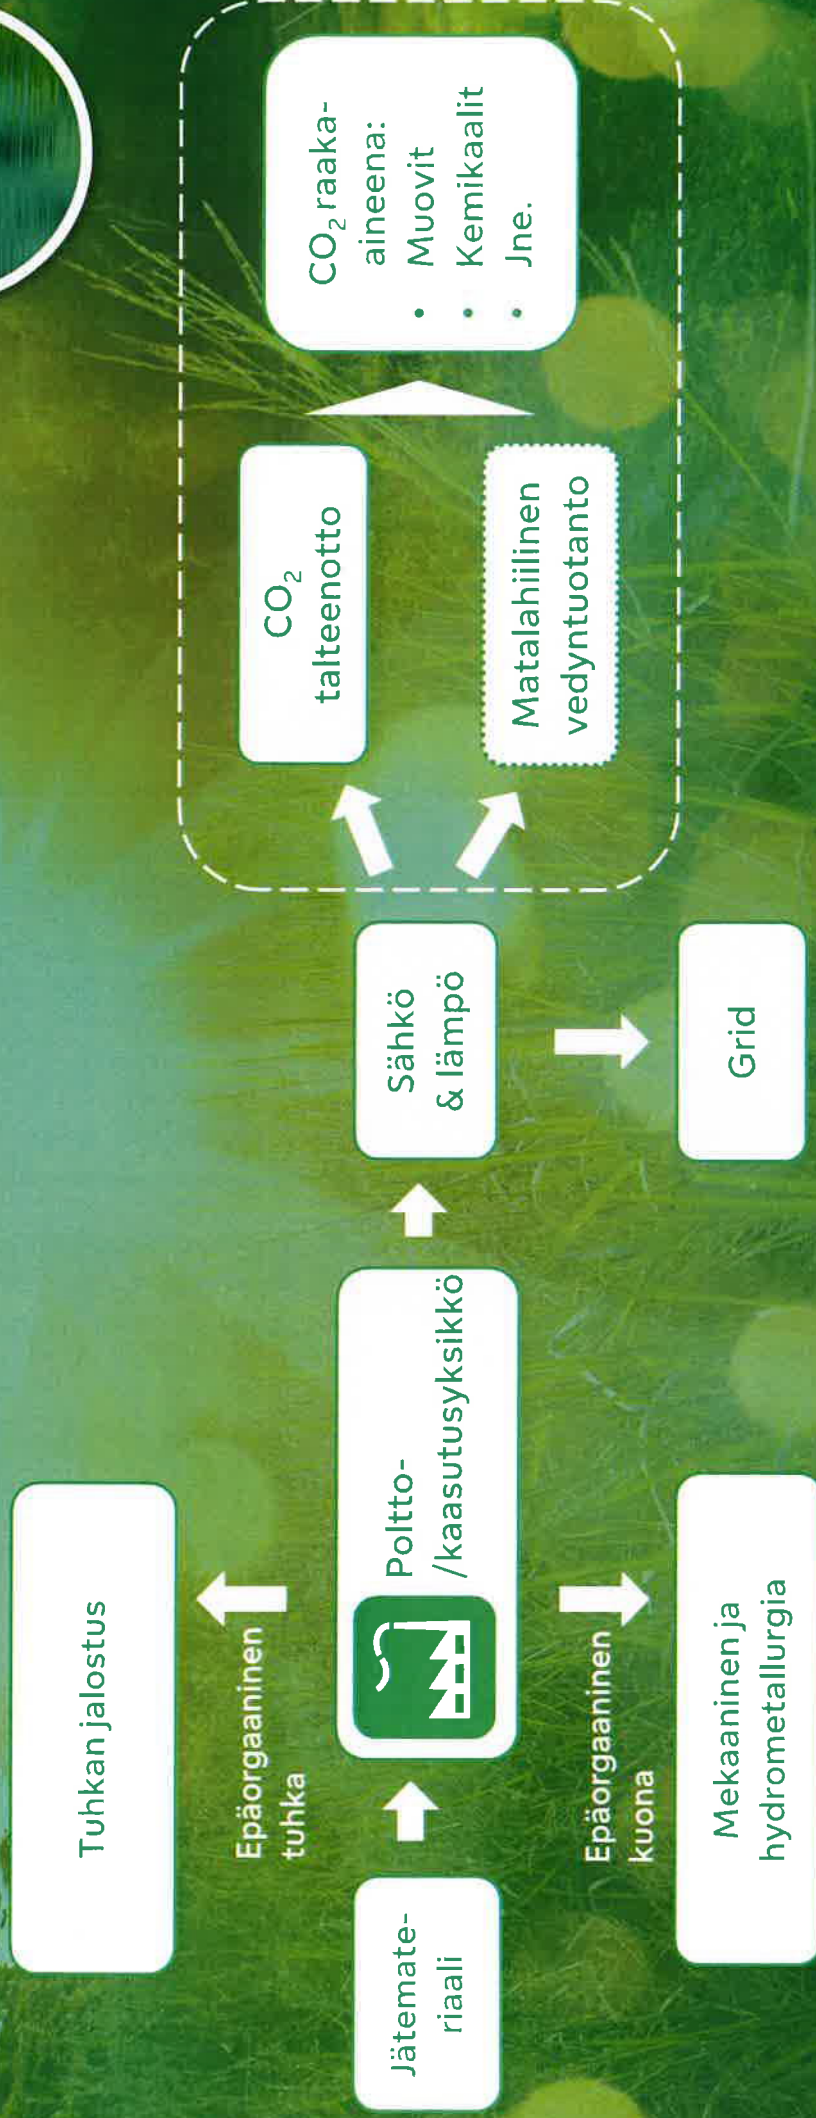 Tuhkan jalostus
Epäorgaaninen
tuhka
Jätemate-
riaali
Poltto-
/kaasutusyksikkö
Epäorgaaninen
kuona
Mekaaninen ja
hydrometallurgia
Sähkö
& lämpö
Grid
CO₂
talteenotto
Matalahiilinen
vedyntuotanto
CO₂ raaka-
aineena:
• Muovit
• Kemikaalit
• Jne.